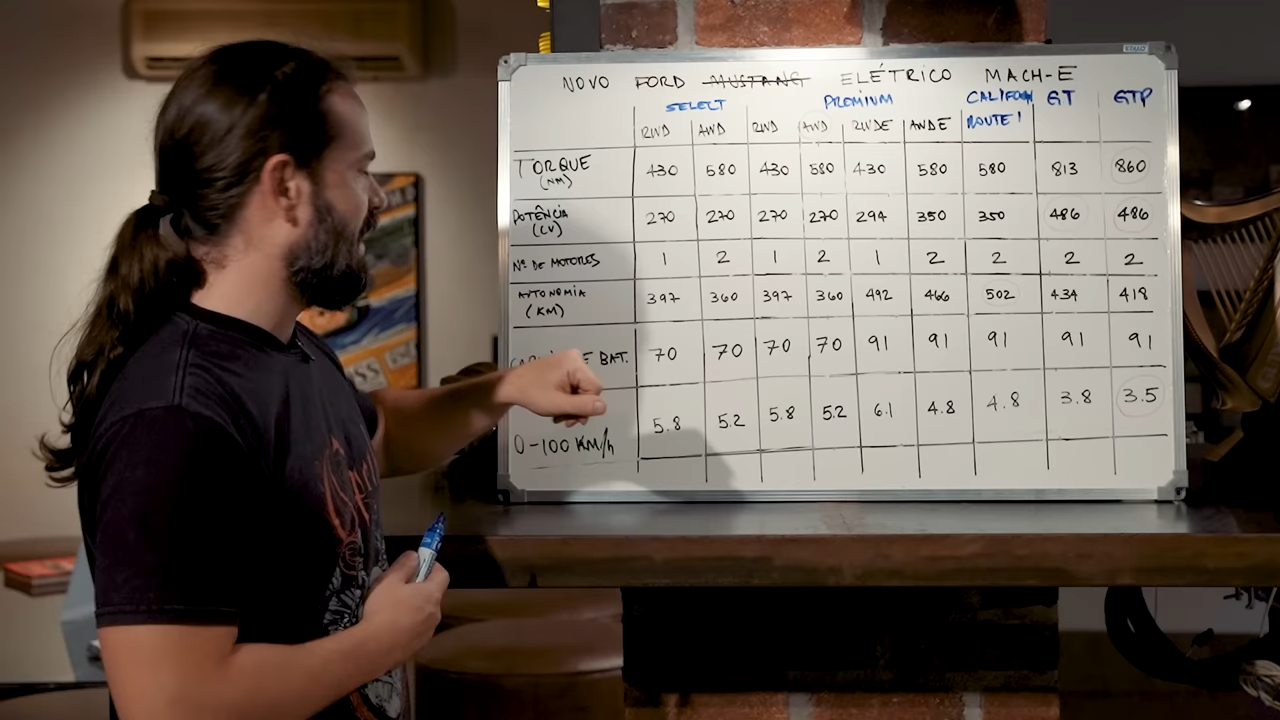 NOVO FORD MUSTANG ELÉTRICO MACH-E
SELECT PREMIUM CALIFORN ROUTE 1 GT GTP
RWD AWD RWD AWD RWDE AWDE
TORQUE (NM) 430 580 430 580 430 580 580 813 860
POTÊNCIA (CV) 270 270 270 270 294 350 350 486 486
Nº DE MOTORES 1 2 1 2 1 2 2 2 2
AUTONOMIA (KM) 397 360 397 360 492 466 502 434 418
BAT. 70 70 70 70 91 91 91 91 91
0-100 KM/h 5.8 5.2 5.8 5.2 6.1 4.8 4.8 3.8 3.5